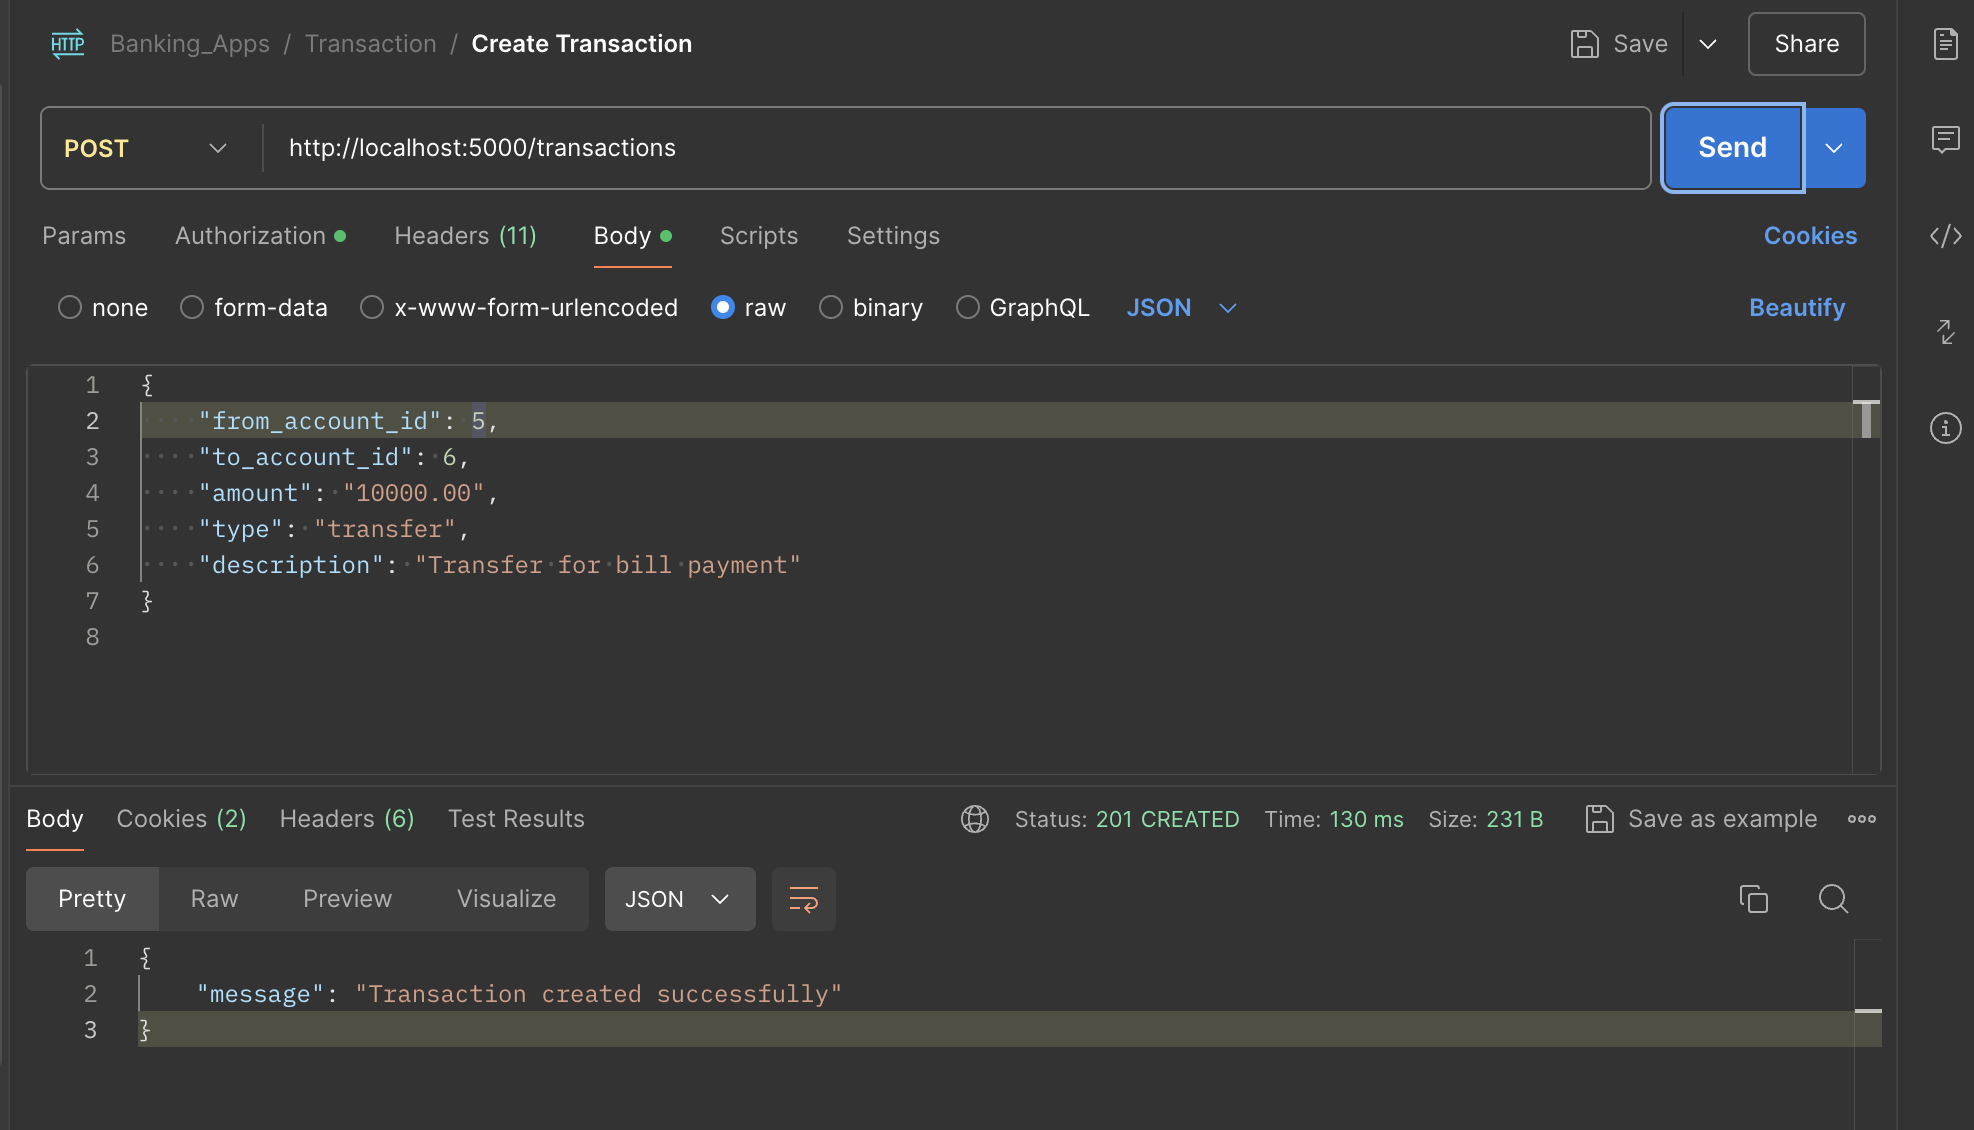 HTTP Banking_Apps / Transaction / Create Transaction Save Share
POST http://localhost:5000/transactions Send
Params Authorization Headers (11) Body Scripts Settings Cookies
none form-data x-www-form-urlencoded raw binary GraphQL JSON Beautify
1 {
2 "from_account_id": 5,
3 "to_account_id": 6,
4 "amount": "10000.00",
5 "type": "transfer",
6 "description": "Transfer for bill payment"
7 }
8
Body Cookies (2) Headers (6) Test Results Status: 201 CREATED Time: 130 ms Size: 231 B Save as example
Pretty Raw Preview Visualize JSON
1 {
2 "message": "Transaction created successfully"
3 }